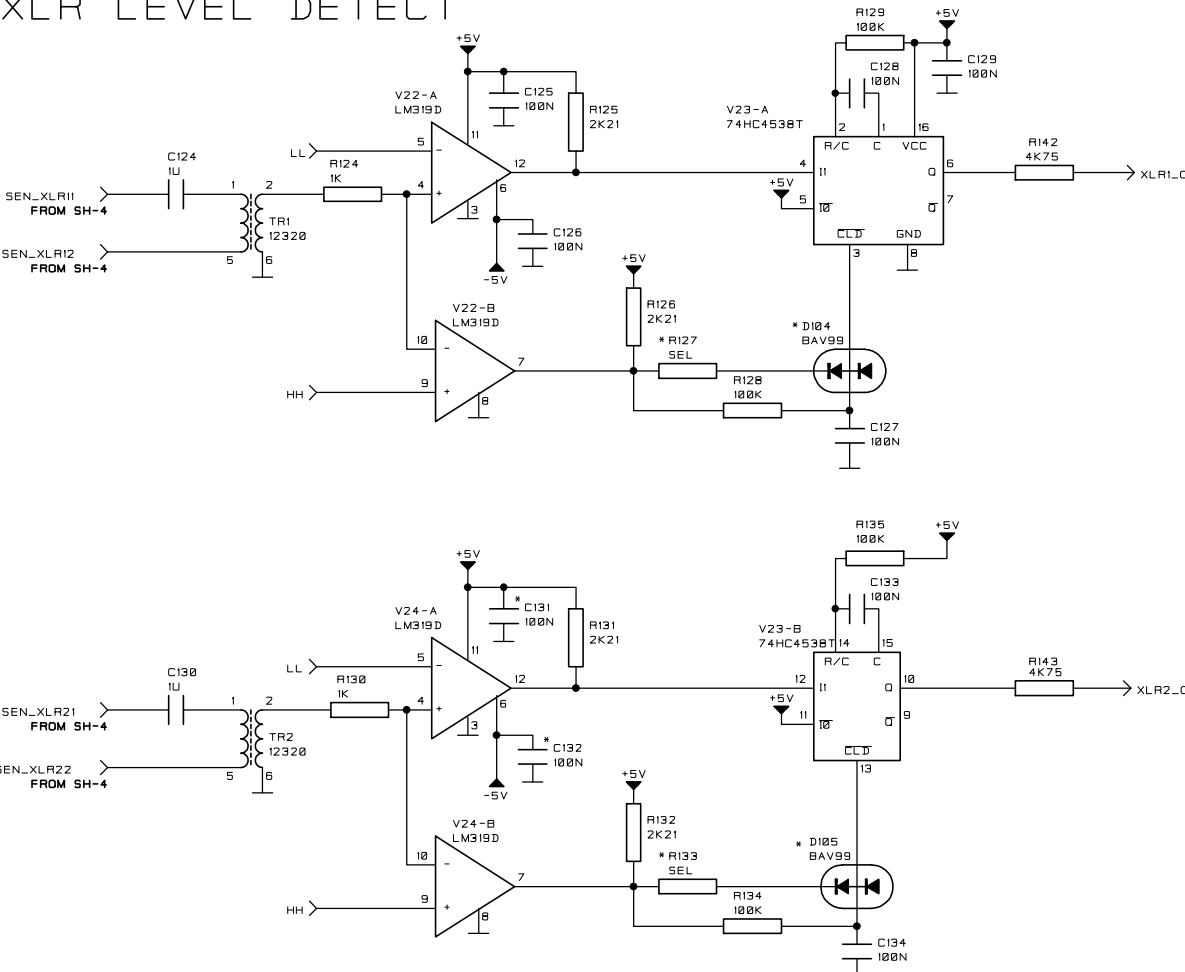 XLR LEVEL DETECT
+5V
R129
100K
+5V
C128
100N
C129
100N
V22-A
LM319D
C125
100N
R125
2K21
V23-A
74HC4538T
2 1 16
R/C C VCC
11
LL
5 -
12
C124
1U
R124
1K
4 I1
Q 6
R142
4K75
XLR1_
SEN_XLR11
FROM SH-4
1 2
4 +
6
3
+5V
5 I0
Q 7
TR1
12320
C126
100N
CLD GND
SEN_XLR12
FROM SH-4
5 6
-5V
3 8
+5V
V22-B
LM319D
R126
2K21
* R127
SEL
* D104
BAV99
10 -
7
R128
100K
HH
9 +
8
C127
100N
+5V
R135
100K
+5V
C133
100N
V24-A
LM319D
*
C131
100N
R131
2K21
V23-B
74HC4538T
14 15
R/C C
11
LL
5 -
12
C130
1U
R130
1K
12 I1
Q 10
R143
4K75
XLR2_
SEN_XLR21
FROM SH-4
1 2
4 +
6
3
+5V
11 I0
Q 9
TR2
12320
*
C132
100N
CLD
SEN_XLR22
FROM SH-4
5 6
-5V
13
+5V
V24-B
LM319D
R132
2K21
* R133
SEL
* D105
BAV99
10 -
7
R134
100K
HH
9 +
8
C134
100N